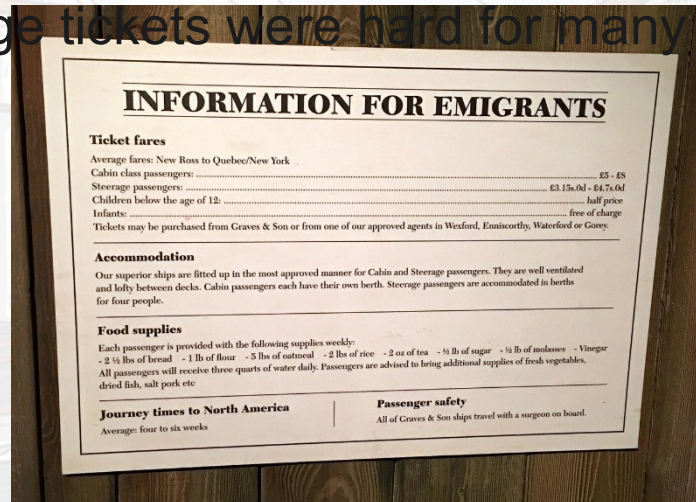 ge tickets were hard for many
INFORMATION FOR EMIGRANTS
Ticket fares
Average fares: New Ross to Quebec/New York
Cabin class passengers: £5 - £8
Steerage passengers: £3.15s.0d - £4.7s.0d
Children below the age of 12: half price
Infants: free of charge
Tickets may be purchased from Graves & Son or from one of our approved agents in Wexford, Enniscorthy, Waterford or Gorey.
Accommodation
Our superior ships are fitted up in the most approved manner for Cabin and Steerage passengers. They are well ventilated
and lofty between decks. Cabin passengers each have their own berth. Steerage passengers are accommodated in berths
for four people.
Food supplies
Each passenger is provided with the following supplies weekly:
- 2 ½ lbs of bread - 1 lb of flour - 5 lbs of oatmeal - 2 lbs of rice - 2 oz of tea - ½ lb of sugar - ½ lb of molasses - Vinegar
All passengers will receive three quarts of water daily. Passengers are advised to bring additional supplies of fresh vegetables,
dried fish, salt pork etc
Journey times to North America
Average: four to six weeks
Passenger safety
All of Graves & Son ships travel with a surgeon on board.